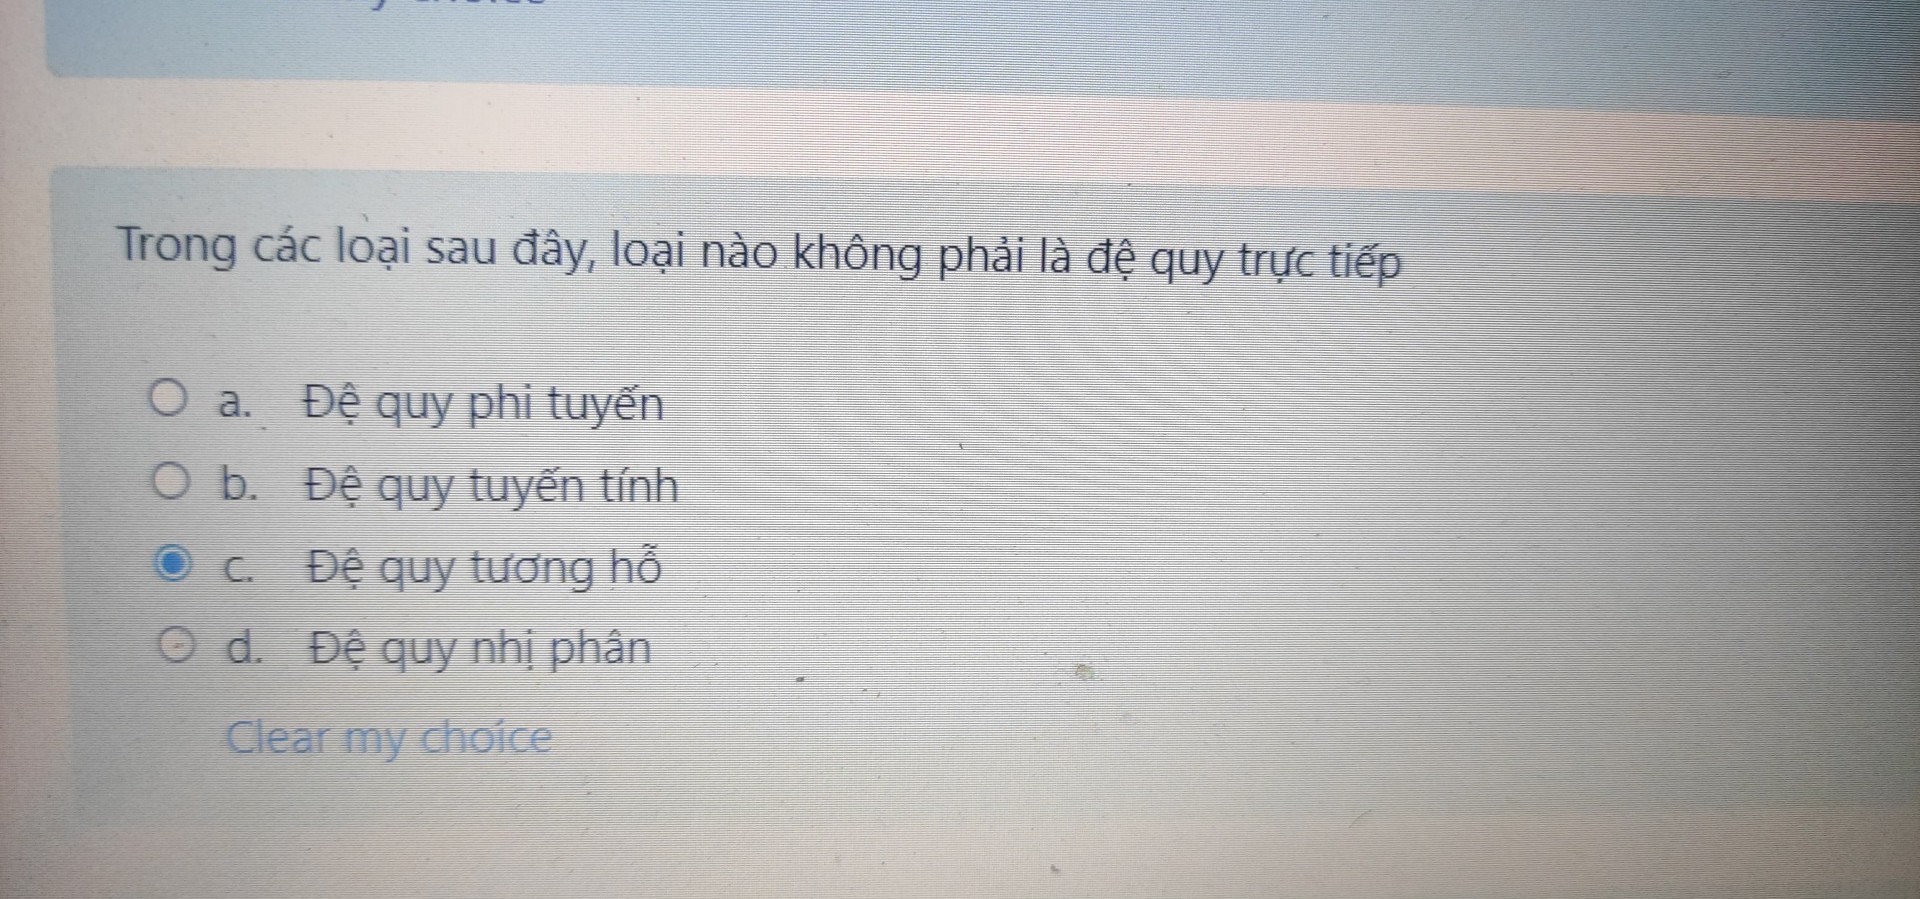 Trong các loại sau đây, loại nào không phải là đệ quy trực tiếp
a. Đệ quy phi tuyến
b. Đệ quy tuyến tính
c. Đệ quy tương hỗ
d. Đệ quy nhị phân
Clear my choice